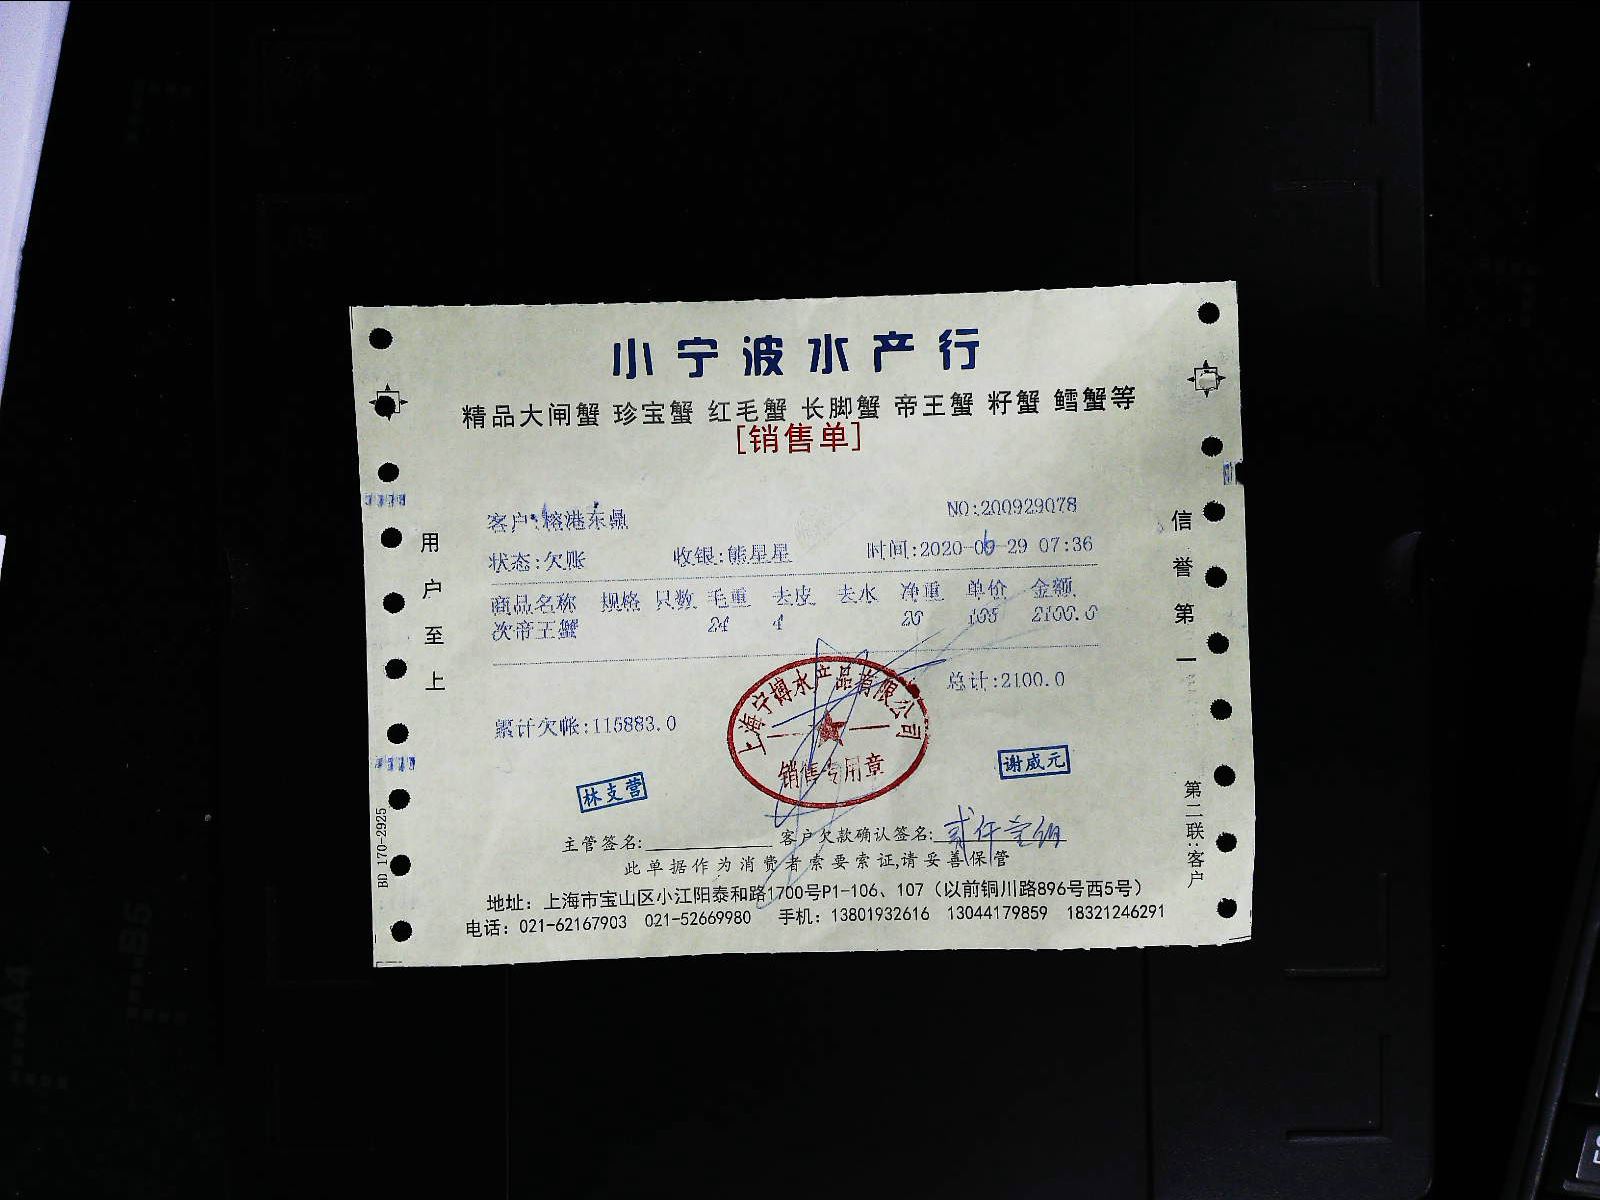 小宁波水产行
精品大闸蟹 珍宝蟹 红毛蟹 长脚蟹 帝王蟹 籽蟹 鳕蟹等
[销售单]
客户:榕港东鼎
NO:200929078
状态:欠账 收银:熊星星 时间:2020-09-29 07:36
商品名称 规格 只数 毛重 去皮 去水 净重 单价 金额
次帝王蟹 24 4 20 105 2100.0
总计:2100.0
累计欠帐:115883.0
上海宁搏水产品有限公司
销售专用章
林支营
谢威元
主管签名: 客户欠款确认签名: 贰仟壹佰
此单据作为消费者索要索证,请妥善保管
地址: 上海市宝山区小江阳泰和路1700号P1-106、107 (以前铜川路896号西5号)
电话: 021-62167903 021-52669980 手机: 13801932616 13044179859 18321246291
用户至上
信誉第一
第二联:客户
BD 170-2925